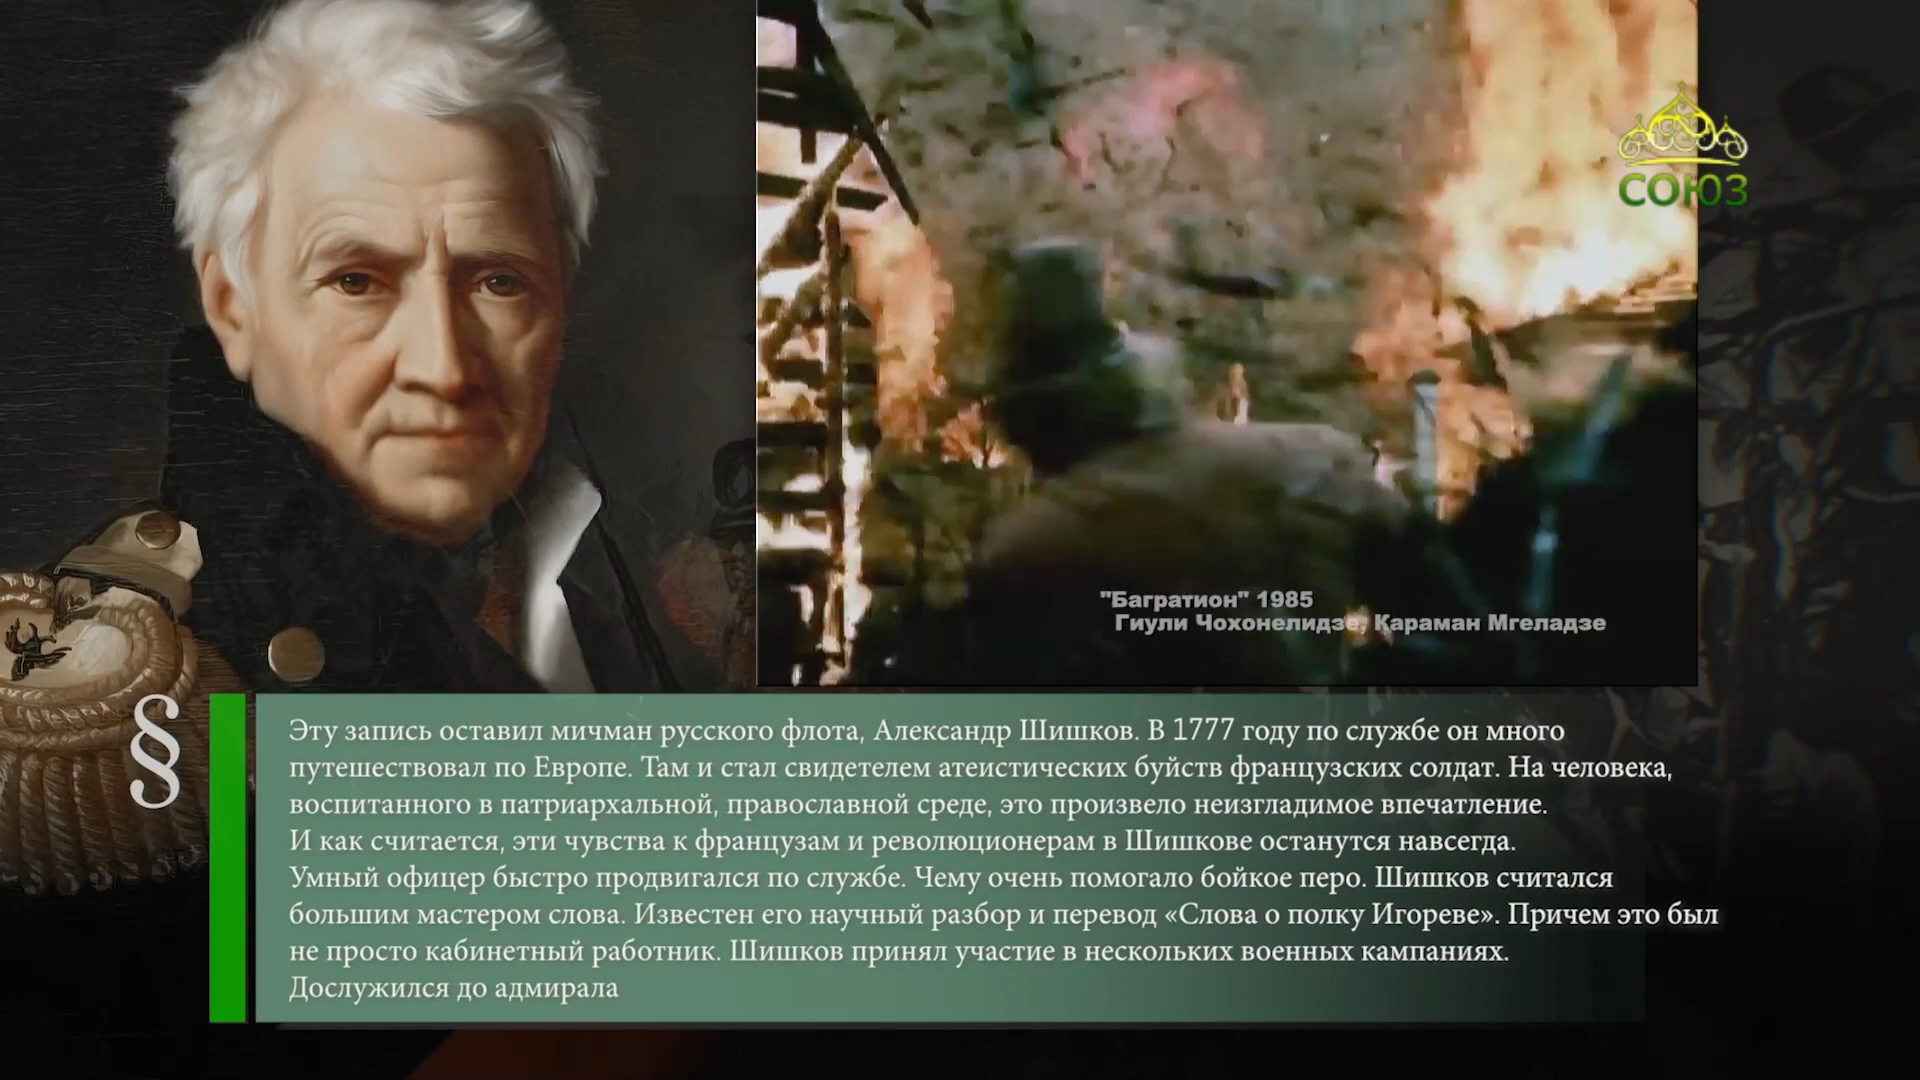 СОЮЗ
"Багратион" 1985
Гиули Чохонелидзе, Караман Мгеладзе
§
Эту запись оставил мичман русского флота, Александр Шишков. В 1777 году по службе он много
путешествовал по Европе. Там и стал свидетелем атеистических буйств французских солдат. На человека,
воспитанного в патриархальной, православной среде, это произвело неизгладимое впечатление.
И как считается, эти чувства к французам и революционерам в Шишкове останутся навсегда.
Умный офицер быстро продвигался по службе. Чему очень помогало бойкое перо. Шишков считался
большим мастером слова. Известен его научный разбор и перевод «Слова о полку Игореве». Причем это был
не просто кабинетный работник. Шишков принял участие в нескольких военных кампаниях.
Дослужился до адмирала